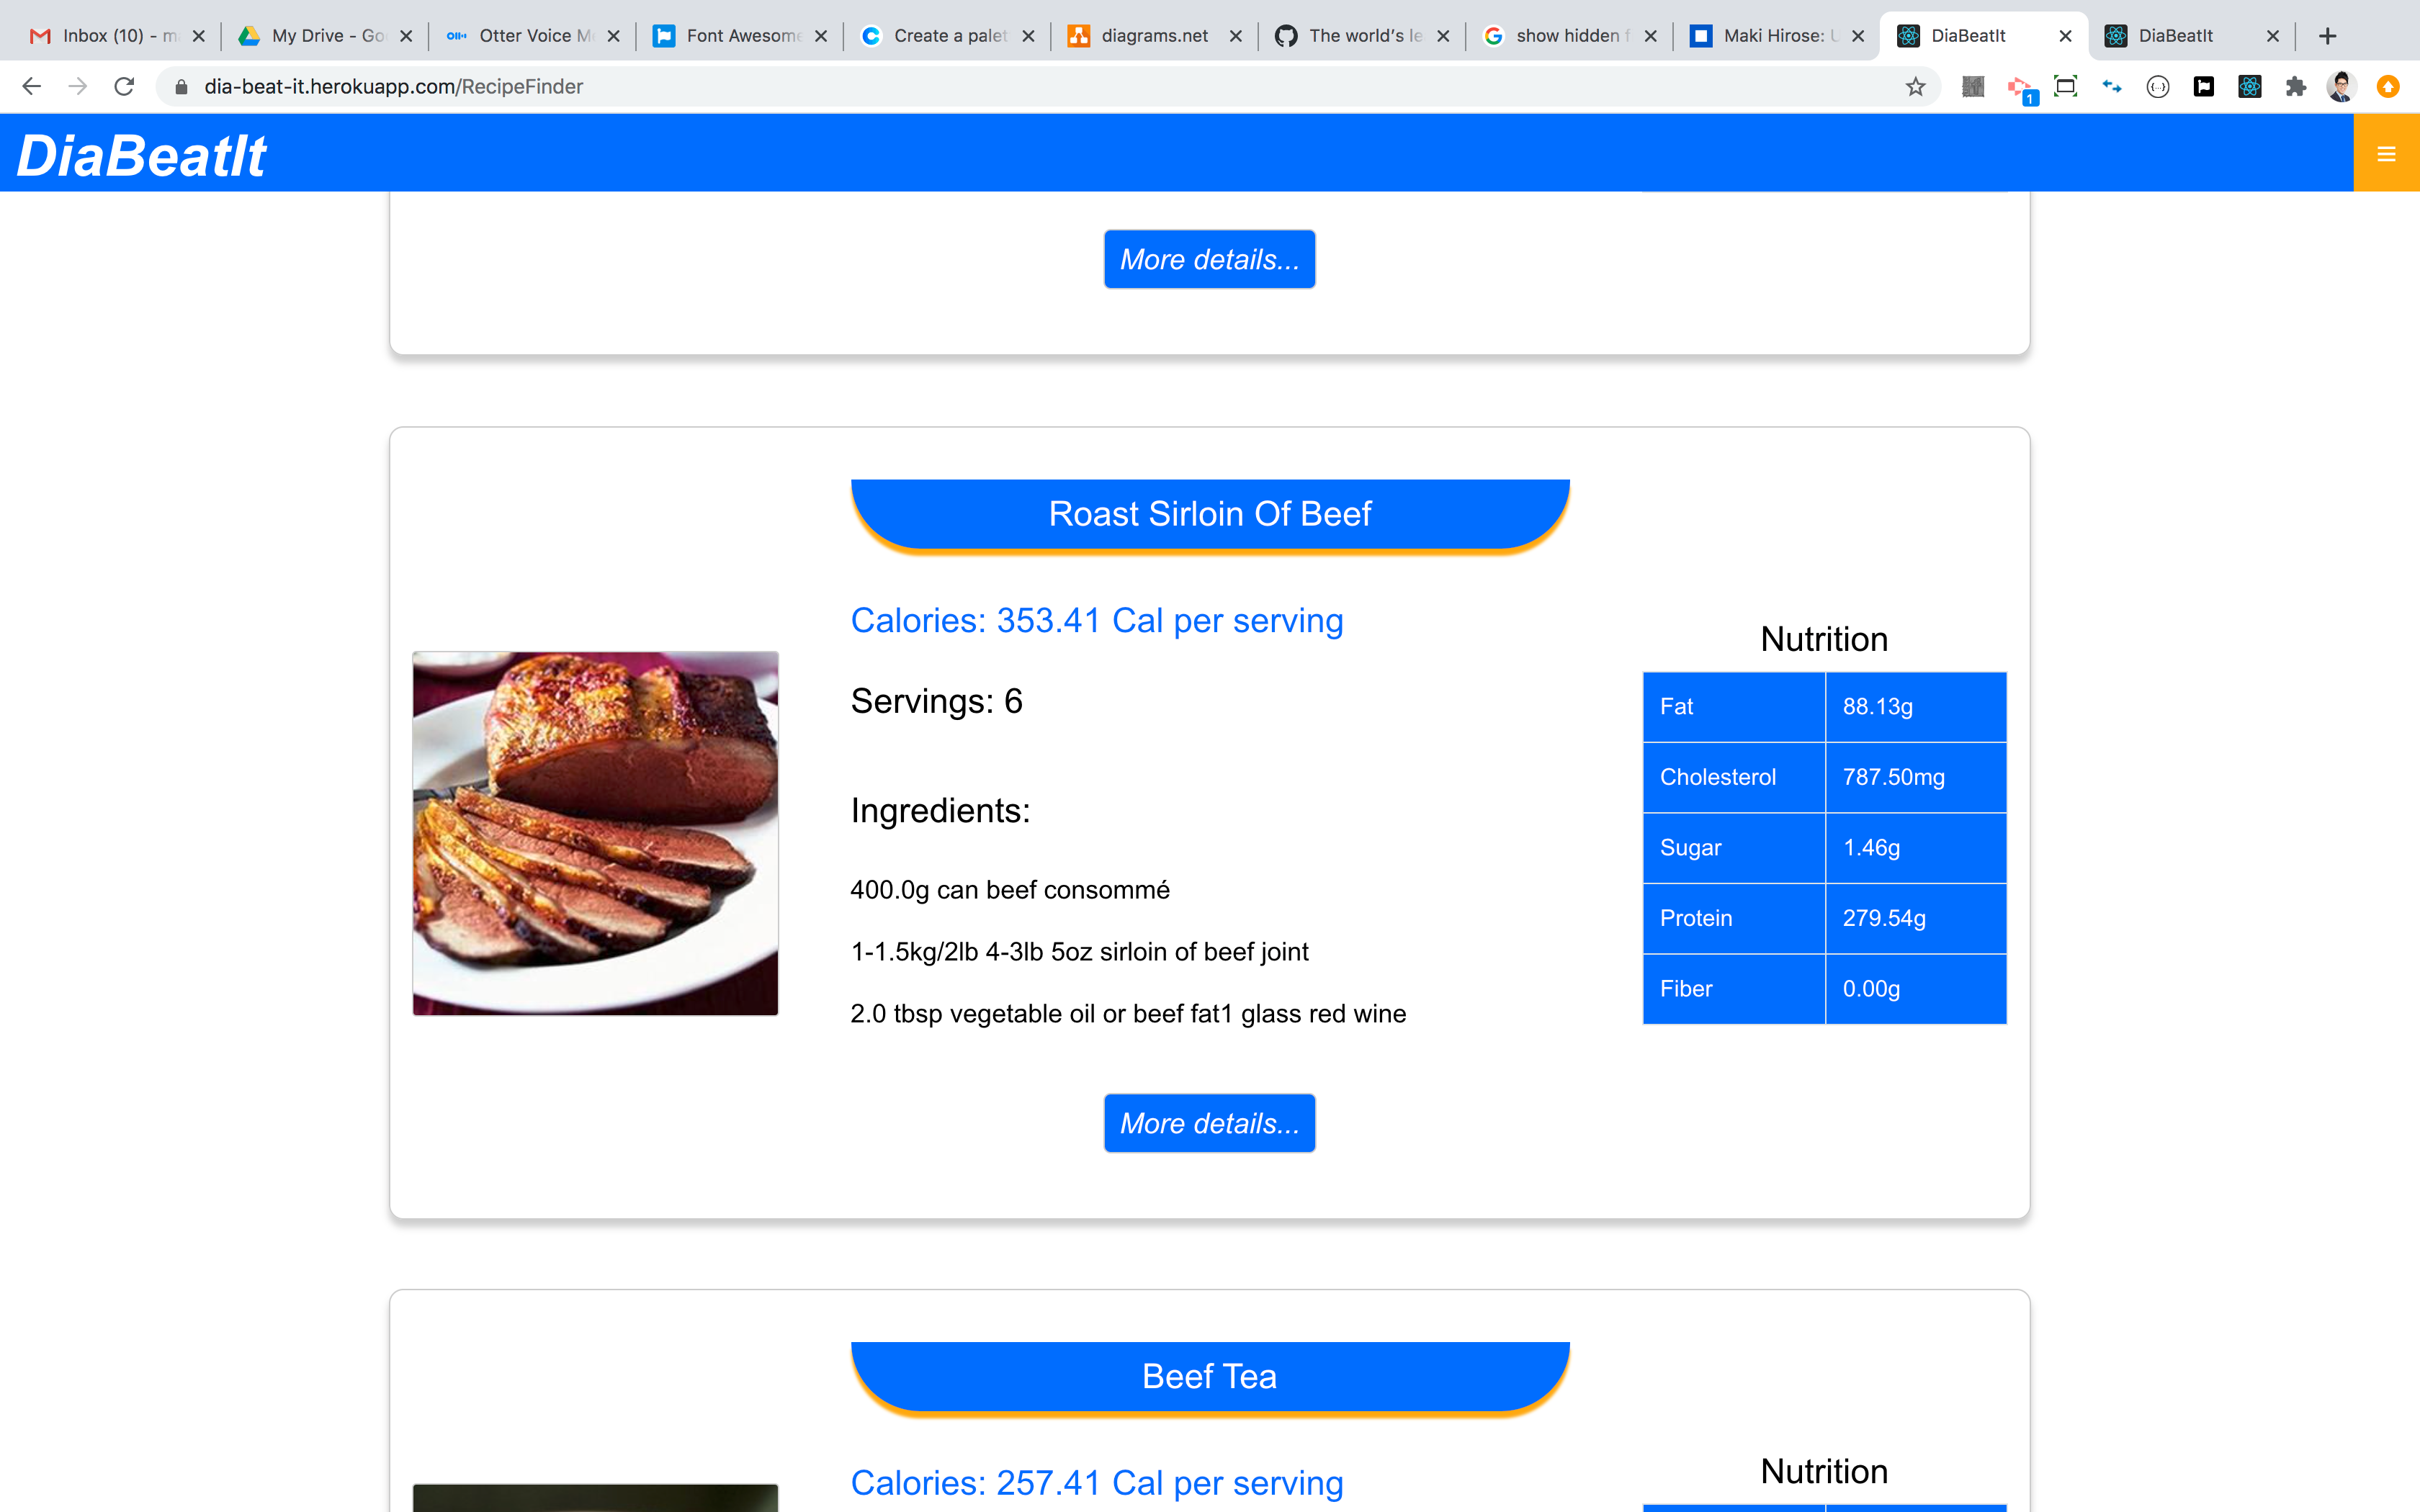 Inbox (10) - m
My Drive - Go
Otter Voice M
Font Awesome
Create a palet
diagrams.net
The world's le
show hidden f
Maki Hirose: U
DiaBeatIt
DiaBeatIt
dia-beat-it.herokuapp.com/RecipeFinder
1
DiaBeatIt
More details...
Roast Sirloin Of Beef
Calories: 353.41 Cal per serving
Servings: 6
Ingredients:
400.0g can beef consommé
1-1.5kg/2lb 4-3lb 5oz sirloin of beef joint
2.0 tbsp vegetable oil or beef fat1 glass red wine
More details...
Nutrition
Fat 88.13g
Cholesterol 787.50mg
Sugar 1.46g
Protein 279.54g
Fiber 0.00g
Beef Tea
Calories: 257.41 Cal per serving
Nutrition